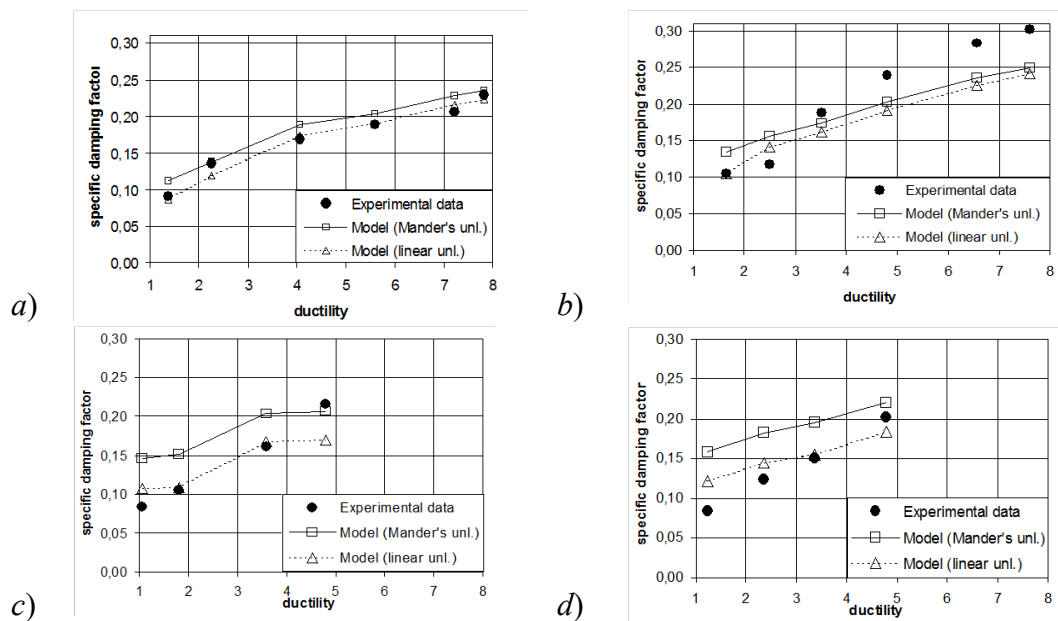 0,30
0,25
0,20
0,15
0,10
0,05
0,00
specific damping factor
Experimental data
Model (Mander's unl.)
Model (linear unl.)
1 2 3 4 5 6 7 8
ductility
a)
0,30
0,25
0,20
0,15
0,10
0,05
0,00
specific damping factor
Experimental data
Model (Mander's unl.)
Model (linear unl.)
1 2 3 4 5 6 7 8
ductility
b)
0,30
0,25
0,20
0,15
0,10
0,05
0,00
specific damping factor
Experimental data
Model (Mander's unl.)
Model (linear unl.)
1 2 3 4 5 6 7 8
ductility
c)
0,30
0,25
0,20
0,15
0,10
0,05
0,00
specific damping factor
Experimental data
Model (Mander's unl.)
Model (linear unl.)
1 2 3 4 5 6 7 8
ductility
d)